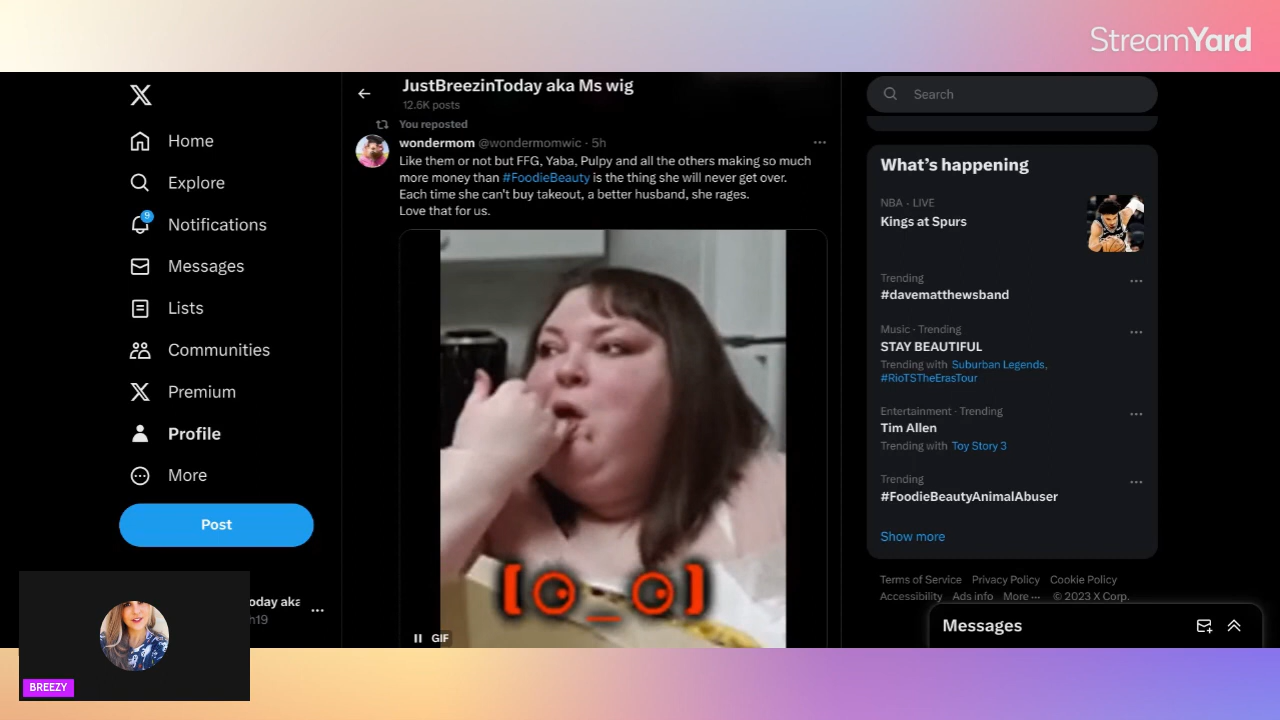 StreamYard
JustBreezinToday aka Ms wig
12.6K posts
You reposted
wondermom @wondermomwic · 5h
Like them or not but FFG, Yaba, Pulpy and all the others making so much
more money than #FoodieBeauty is the thing she will never get over.
Each time she can't buy takeout, a better husband, she rages.
Love that for us.
[⊙_⊙]
GIF
Home
Explore
9
Notifications
Messages
Lists
Communities
Premium
Profile
More
Post
oday aka
h19
BREEZY
Search
What's happening
NBA · LIVE
Kings at Spurs
Trending
#davematthewsband
Music · Trending
STAY BEAUTIFUL
Trending with Suburban Legends,
#RioTSTheErasTour
Entertainment · Trending
Tim Allen
Trending with Toy Story 3
Trending
#FoodieBeautyAnimalAbuser
Show more
Terms of Service Privacy Policy Cookie Policy
Accessibility Ads info More ··· © 2023 X Corp.
Messages